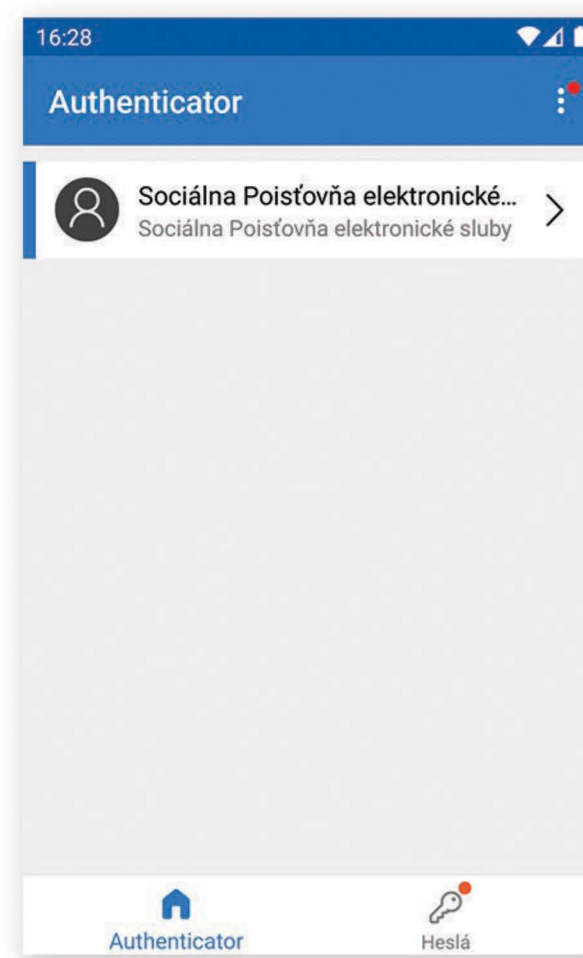 16:28
Authenticator
Sociálna Poisťovňa elektronické...
Sociálna Poisťovňa elektronické sluby
Authenticator
Heslá